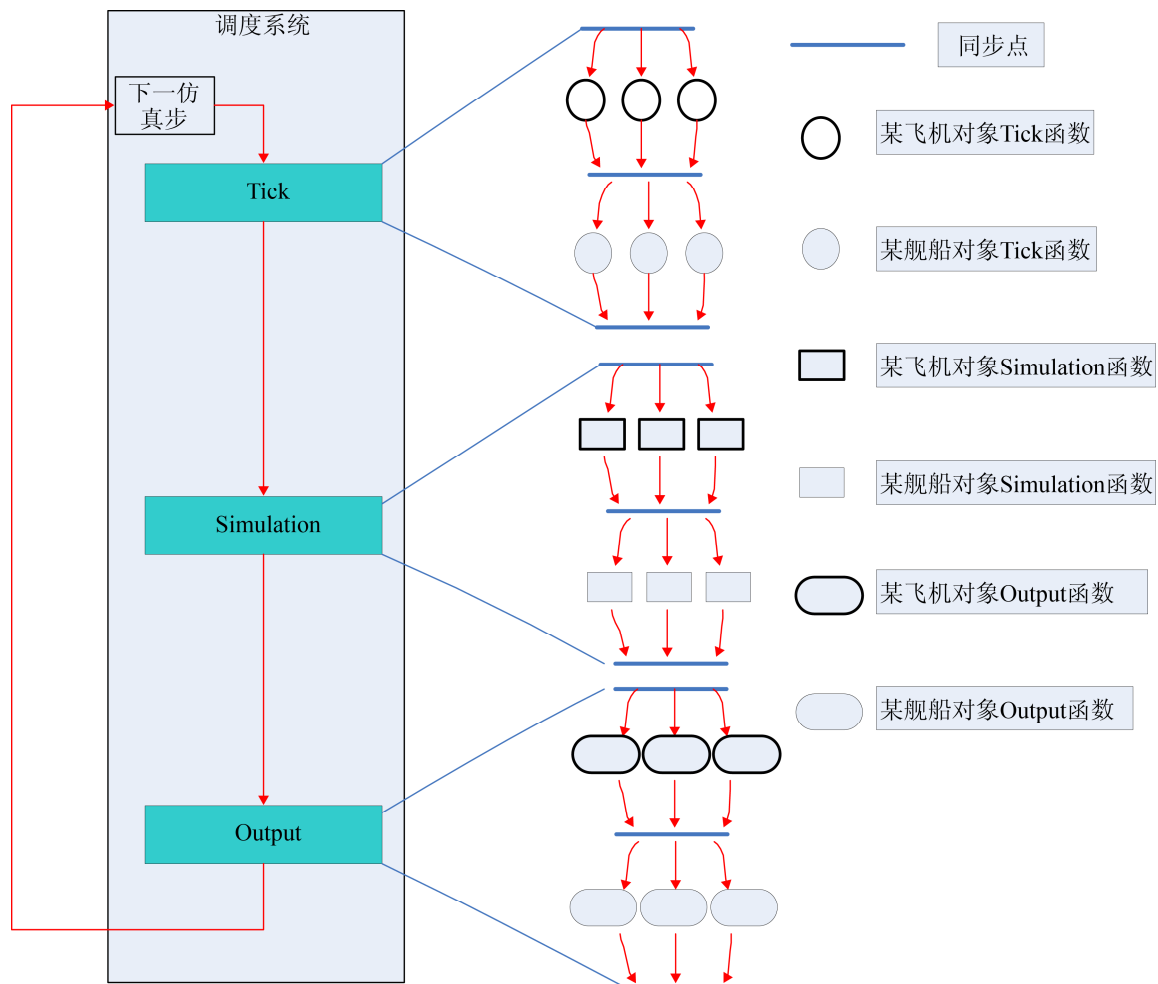 调度系统
下一仿
真步
Tick
Simulation
Output
同步点
某飞机对象Tick函数
某舰船对象Tick函数
某飞机对象Simulation函数
某舰船对象Simulation函数
某飞机对象Output函数
某舰船对象Output函数